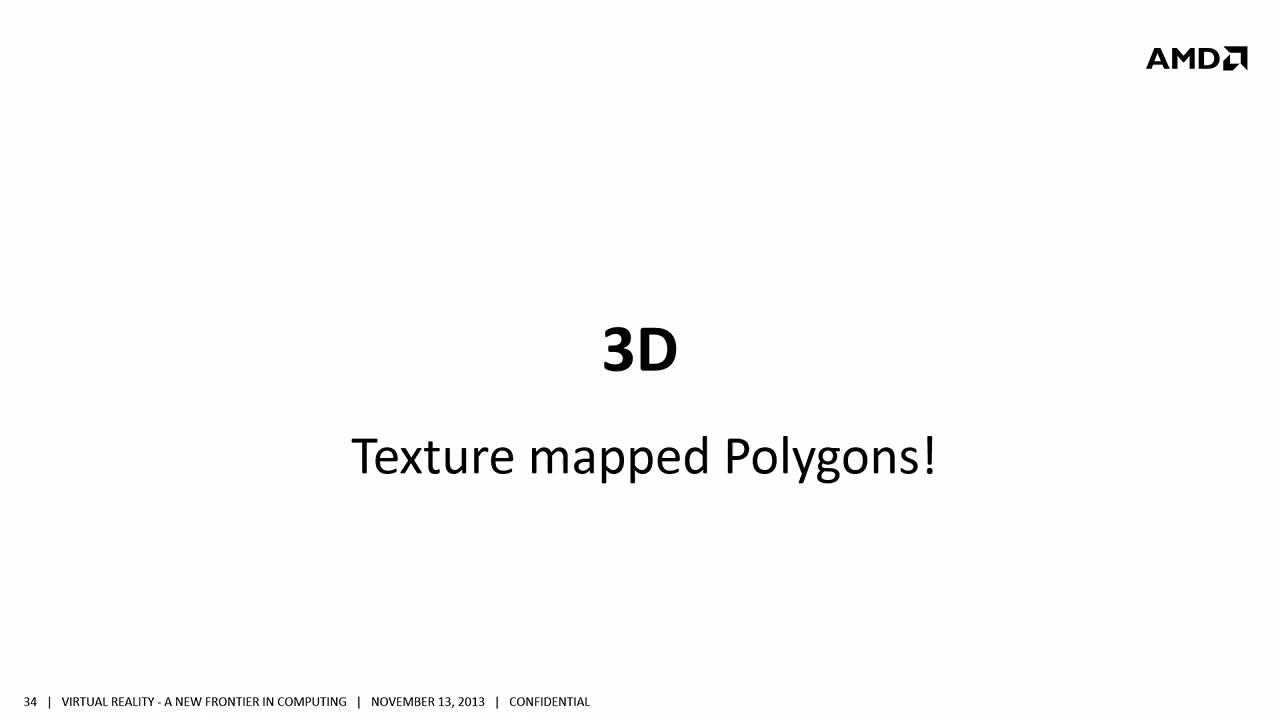 AMD
3D
Texture mapped Polygons!
34 | VIRTUAL REALITY - A NEW FRONTIER IN COMPUTING | NOVEMBER 13, 2013 | CONFIDENTIAL